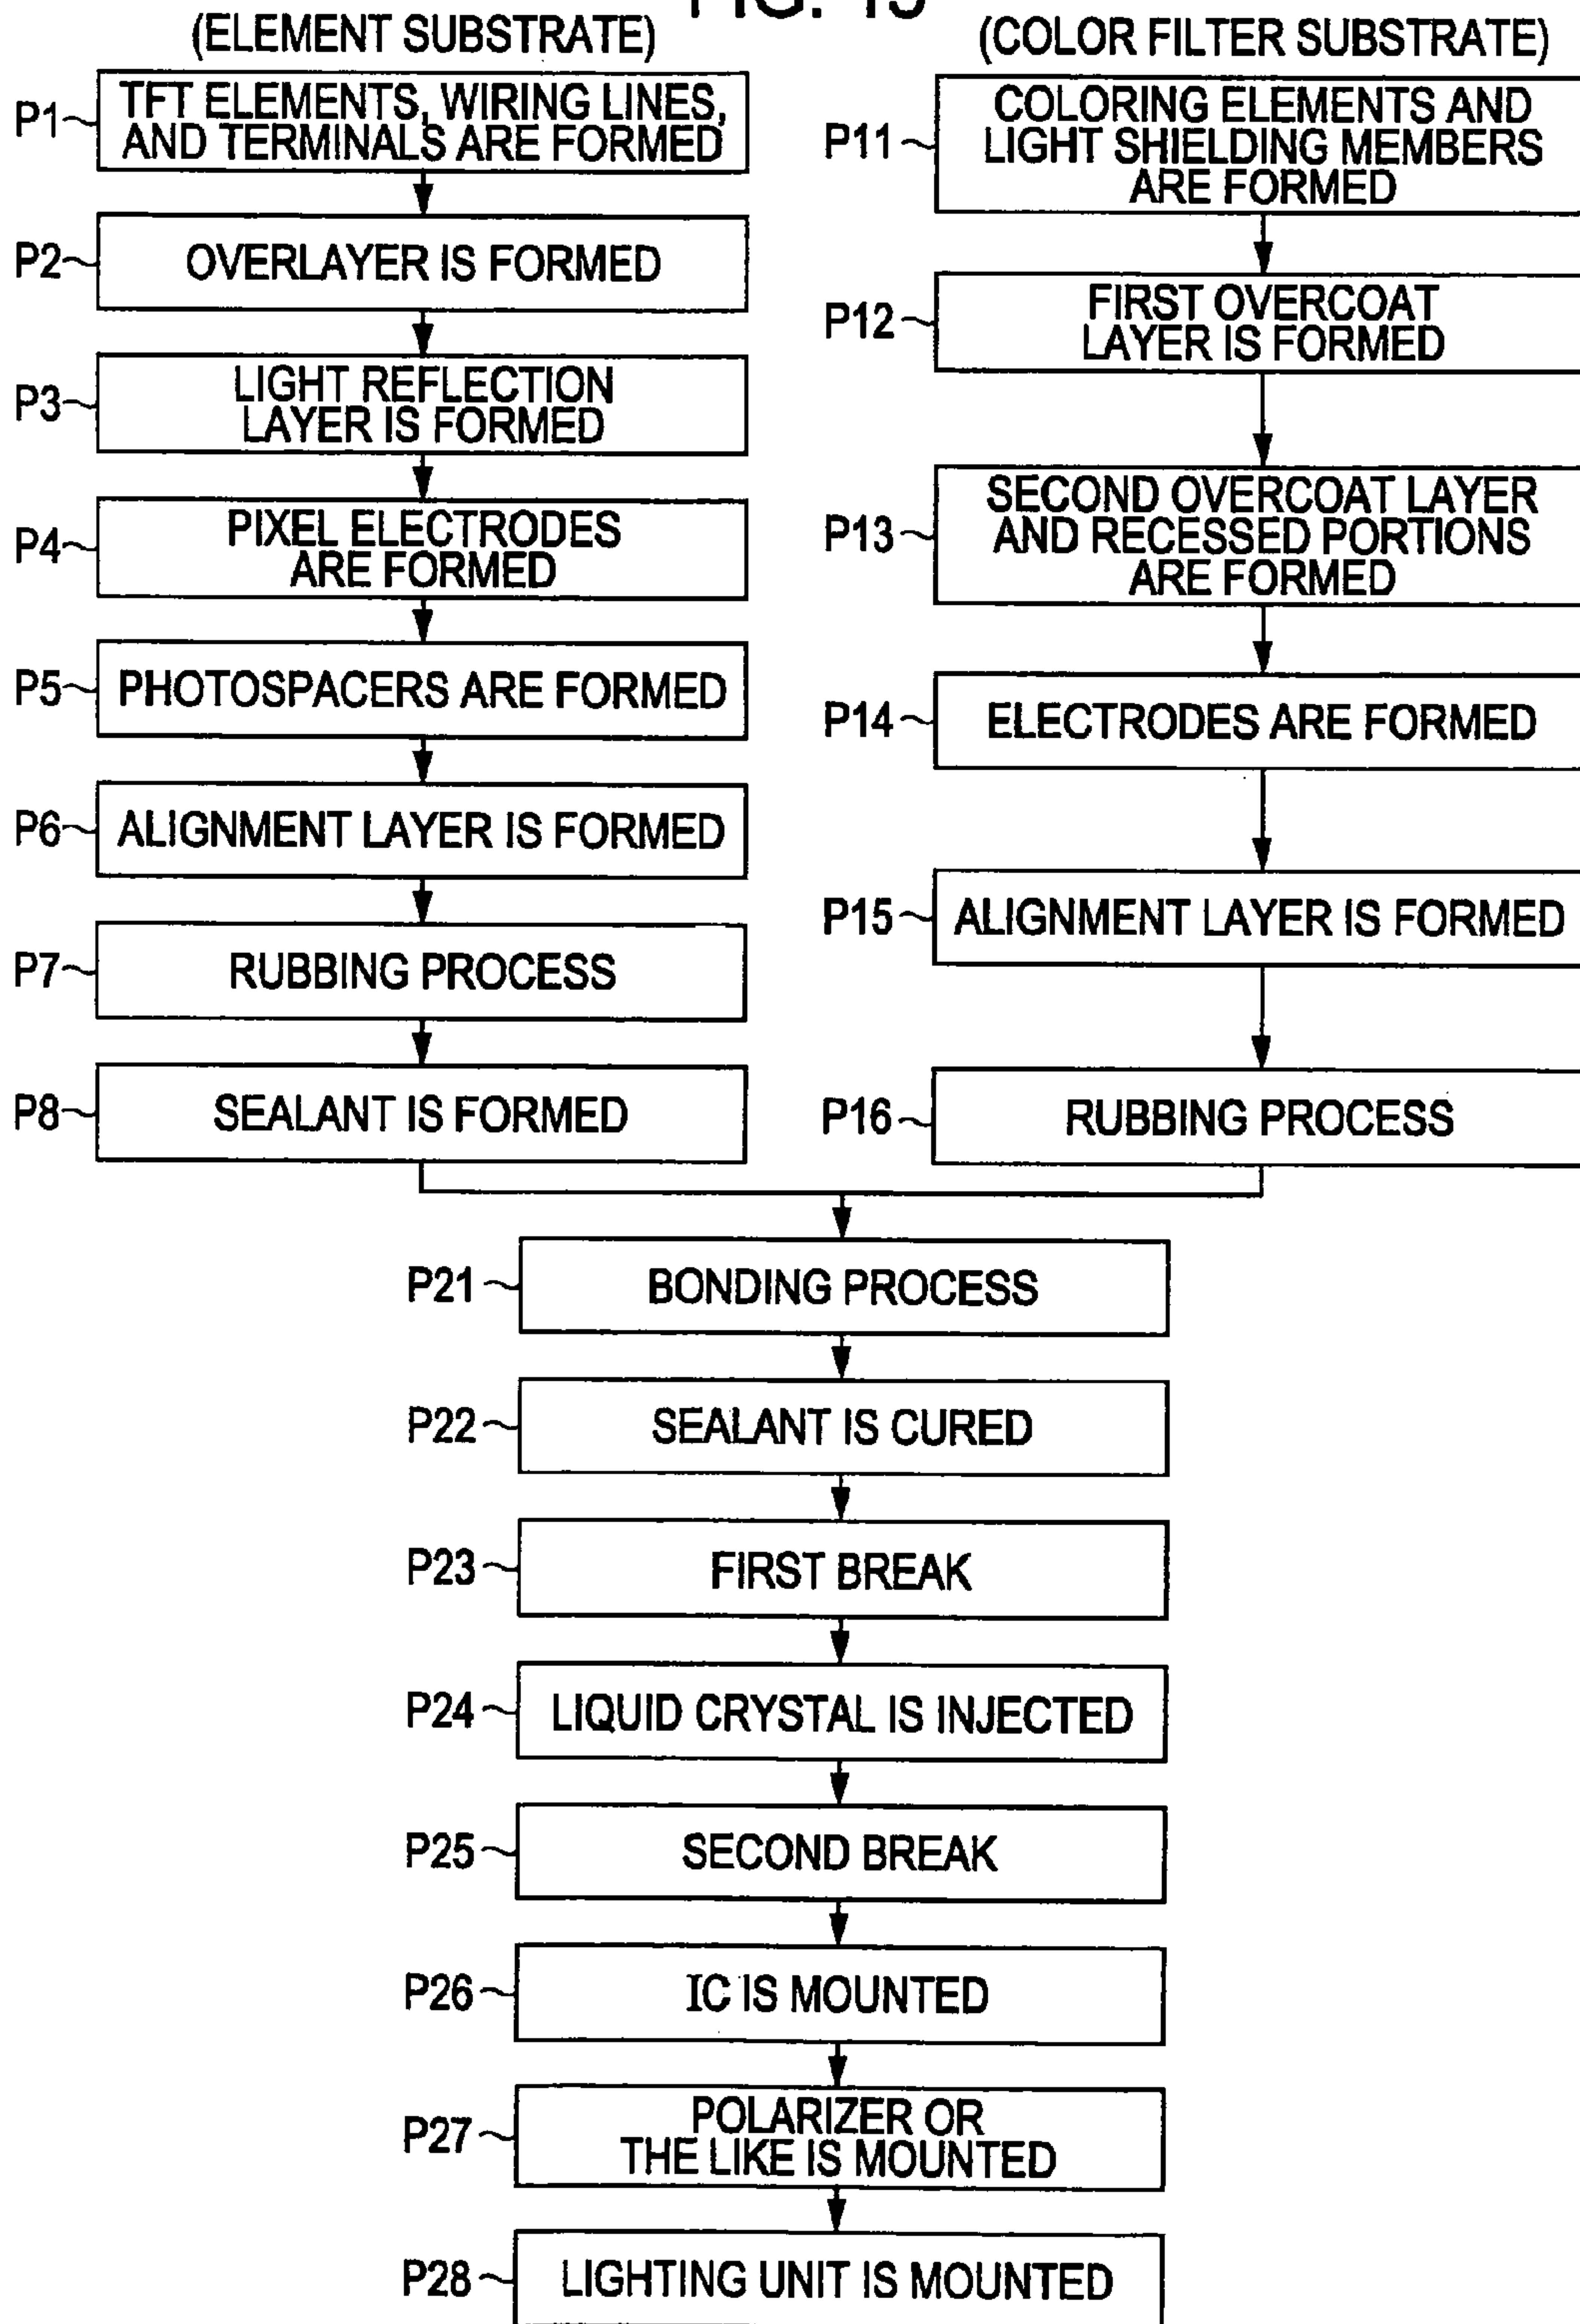 (ELEMENT SUBSTRATE)
P1
TFT ELEMENTS, WIRING LINES,
AND TERMINALS ARE FORMED
P2
OVERLAYER IS FORMED
P3
LIGHT REFLECTION
LAYER IS FORMED
P4
PIXEL ELECTRODES
ARE FORMED
P5
PHOTOSPACERS ARE FORMED
P6
ALIGNMENT LAYER IS FORMED
P7
RUBBING PROCESS
P8
SEALANT IS FORMED
(COLOR FILTER SUBSTRATE)
P11
COLORING ELEMENTS AND
LIGHT SHIELDING MEMBERS
ARE FORMED
P12
FIRST OVERCOAT
LAYER IS FORMED
P13
SECOND OVERCOAT LAYER
AND RECESSED PORTIONS
ARE FORMED
P14
ELECTRODES ARE FORMED
P15
ALIGNMENT LAYER IS FORMED
P16
RUBBING PROCESS
P21
BONDING PROCESS
P22
SEALANT IS CURED
P23
FIRST BREAK
P24
LIQUID CRYSTAL IS INJECTED
P25
SECOND BREAK
P26
IC IS MOUNTED
P27
POLARIZER OR
THE LIKE IS MOUNTED
P28
LIGHTING UNIT IS MOUNTED